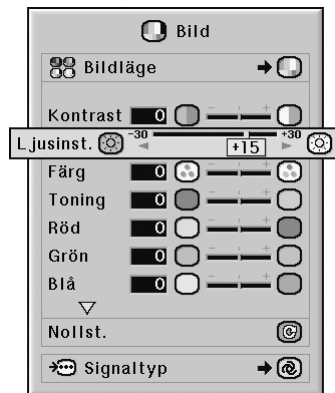 Bild
Bildläge
Kontrast 0
Ljusinst. -30 +15 +30
Färg 0
Toning 0
Röd 0
Grön 0
Blå 0
Nollst.
Signaltyp